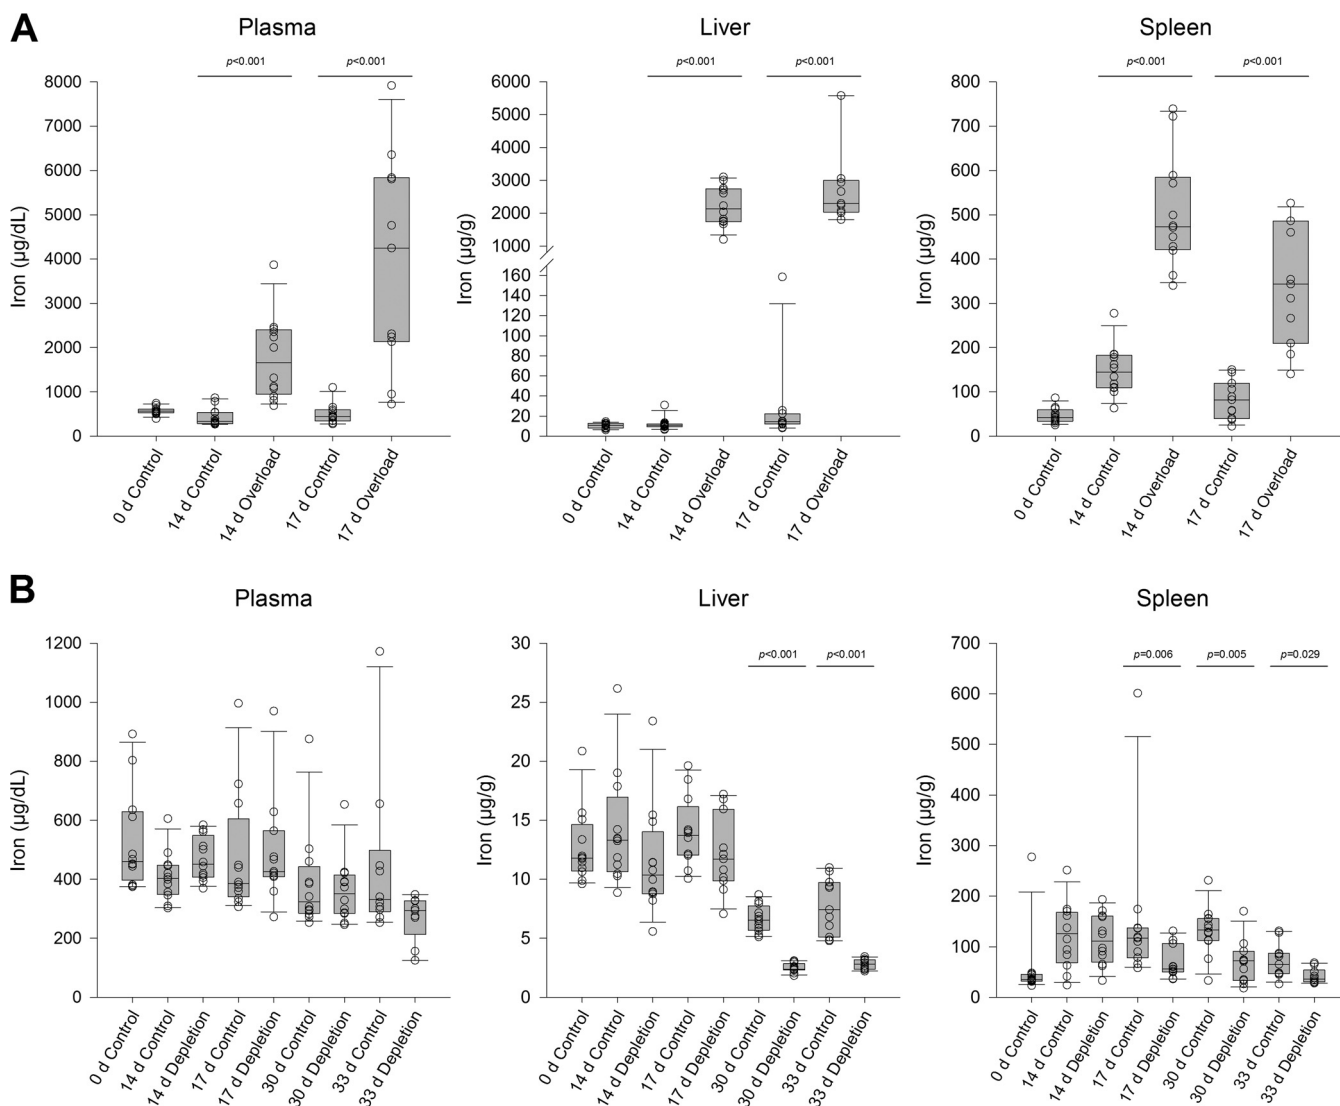 A
Plasma
Liver
Spleen
p<0.001
p<0.001
p<0.001
p<0.001
p<0.001
p<0.001
Iron (µg/dL)
8000
7000
6000
5000
4000
3000
2000
1000
0
0 d Control
14 d Control
14 d Overload
17 d Control
17 d Overload
Iron (µg/g)
6000
5000
4000
3000
2000
1000
160
140
120
100
80
60
40
20
0
0 d Control
14 d Control
14 d Overload
17 d Control
17 d Overload
Iron (µg/g)
800
700
600
500
400
300
200
100
0
0 d Control
14 d Control
14 d Overload
17 d Control
17 d Overload
B
Plasma
Liver
Spleen
Iron (µg/dL)
1200
1000
800
600
400
200
0
0 d Control
14 d Control
14 d Depletion
17 d Control
17 d Depletion
30 d Control
30 d Depletion
33 d Control
33 d Depletion
p<0.001
p<0.001
Iron (µg/g)
30
25
20
15
10
5
0
0 d Control
14 d Control
14 d Depletion
17 d Control
17 d Depletion
30 d Control
30 d Depletion
33 d Control
33 d Depletion
p=0.006
p=0.005
p=0.029
Iron (µg/g)
700
600
500
400
300
200
100
0
0 d Control
14 d Control
14 d Depletion
17 d Control
17 d Depletion
30 d Control
30 d Depletion
33 d Control
33 d Depletion